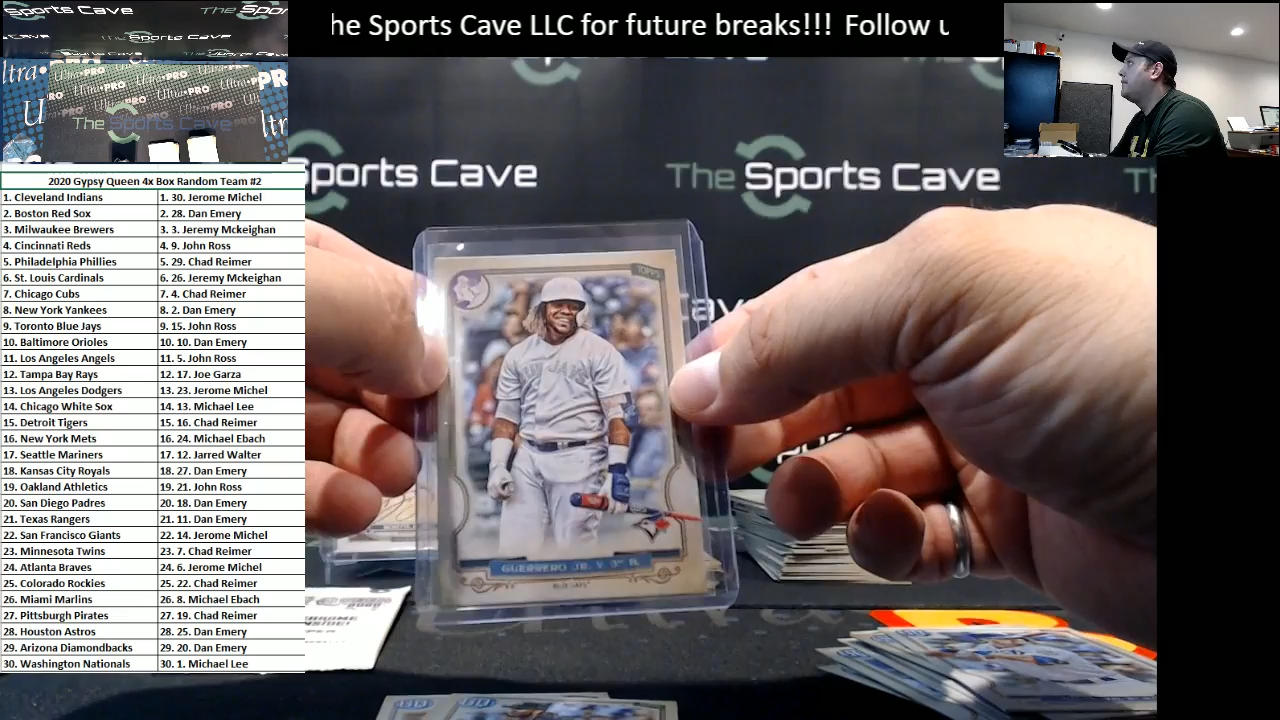 he Sports Cave LLC for future breaks!!! Follow u
The Spor
ltra•PRO
Ultra•PRO
The Sports Cave
2020 Gypsy Queen 4x Box Random Team #2
1. Cleveland Indians 1. 30. Jerome Michel
2. Boston Red Sox 2. 28. Dan Emery
3. Milwaukee Brewers 3. 3. Jeremy Mckeighan
4. Cincinnati Reds 4. 9. John Ross
5. Philadelphia Phillies 5. 29. Chad Reimer
6. St. Louis Cardinals 6. 26. Jeremy Mckeighan
7. Chicago Cubs 7. 4. Chad Reimer
8. New York Yankees 8. 2. Dan Emery
9. Toronto Blue Jays 9. 15. John Ross
10. Baltimore Orioles 10. 10. Dan Emery
11. Los Angeles Angels 11. 5. John Ross
12. Tampa Bay Rays 12. 17. Joe Garza
13. Los Angeles Dodgers 13. 23. Jerome Michel
14. Chicago White Sox 14. 13. Michael Lee
15. Detroit Tigers 15. 16. Chad Reimer
16. New York Mets 16. 24. Michael Ebach
17. Seattle Mariners 17. 12. Jarred Walter
18. Kansas City Royals 18. 27. Dan Emery
19. Oakland Athletics 19. 21. John Ross
20. San Diego Padres 20. 18. Dan Emery
21. Texas Rangers 21. 11. Dan Emery
22. San Francisco Giants 22. 14. Jerome Michel
23. Minnesota Twins 23. 7. Chad Reimer
24. Atlanta Braves 24. 6. Jerome Michel
25. Colorado Rockies 25. 22. Chad Reimer
26. Miami Marlins 26. 8. Michael Ebach
27. Pittsburgh Pirates 27. 19. Chad Reimer
28. Houston Astros 28. 25. Dan Emery
29. Arizona Diamondbacks 29. 20. Dan Emery
30. Washington Nationals 30. 1. Michael Lee
Sports Cave
The Sports Cave
TOPPS
GUERRERO JR. V 3rd B.
BLUE JAYS